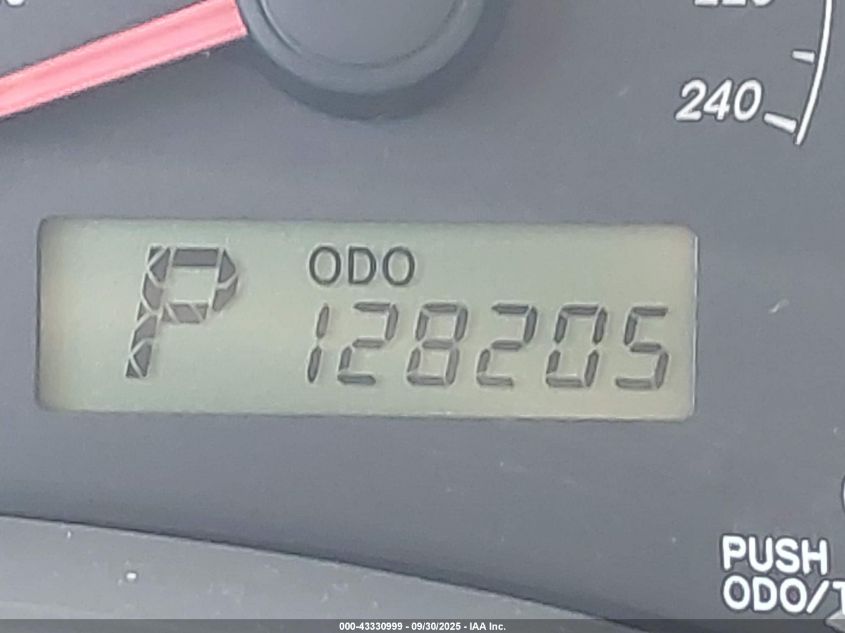 240
P
ODO
128205
PUSH
ODO/
000-43330999 - 09/30/2025 - IAA Inc.